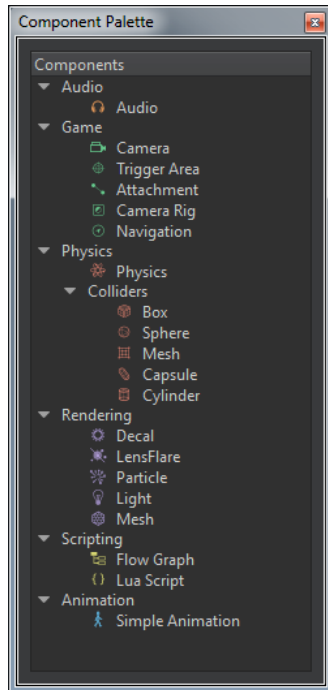 Component Palette
Components
Audio
Audio
Game
Camera
Trigger Area
Attachment
Camera Rig
Navigation
Physics
Physics
Colliders
Box
Sphere
Mesh
Capsule
Cylinder
Rendering
Decal
LensFlare
Particle
Light
Mesh
Scripting
Flow Graph
Lua Script
Animation
Simple Animation